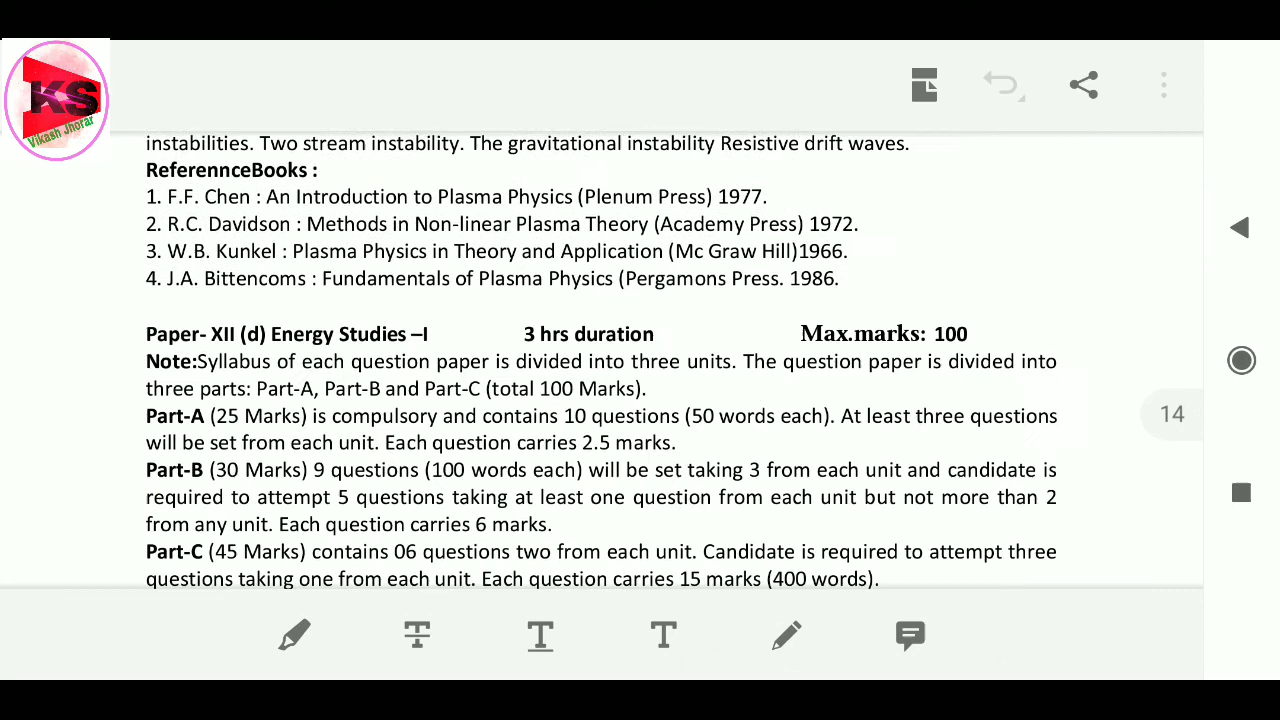 KS
Vikash Jhorar
instabilities. Two stream instability. The gravitational instability Resistive drift waves.
ReferennceBooks :
1. F.F. Chen : An Introduction to Plasma Physics (Plenum Press) 1977.
2. R.C. Davidson : Methods in Non-linear Plasma Theory (Academy Press) 1972.
3. W.B. Kunkel : Plasma Physics in Theory and Application (Mc Graw Hill)1966.
4. J.A. Bittencoms : Fundamentals of Plasma Physics (Pergamons Press. 1986.
Paper- XII (d) Energy Studies –I 3 hrs duration Max.marks: 100
Note:Syllabus of each question paper is divided into three units. The question paper is divided into
three parts: Part-A, Part-B and Part-C (total 100 Marks).
Part-A (25 Marks) is compulsory and contains 10 questions (50 words each). At least three questions
will be set from each unit. Each question carries 2.5 marks.
14
Part-B (30 Marks) 9 questions (100 words each) will be set taking 3 from each unit and candidate is
required to attempt 5 questions taking at least one question from each unit but not more than 2
from any unit. Each question carries 6 marks.
Part-C (45 Marks) contains 06 questions two from each unit. Candidate is required to attempt three
questions taking one from each unit. Each question carries 15 marks (400 words).